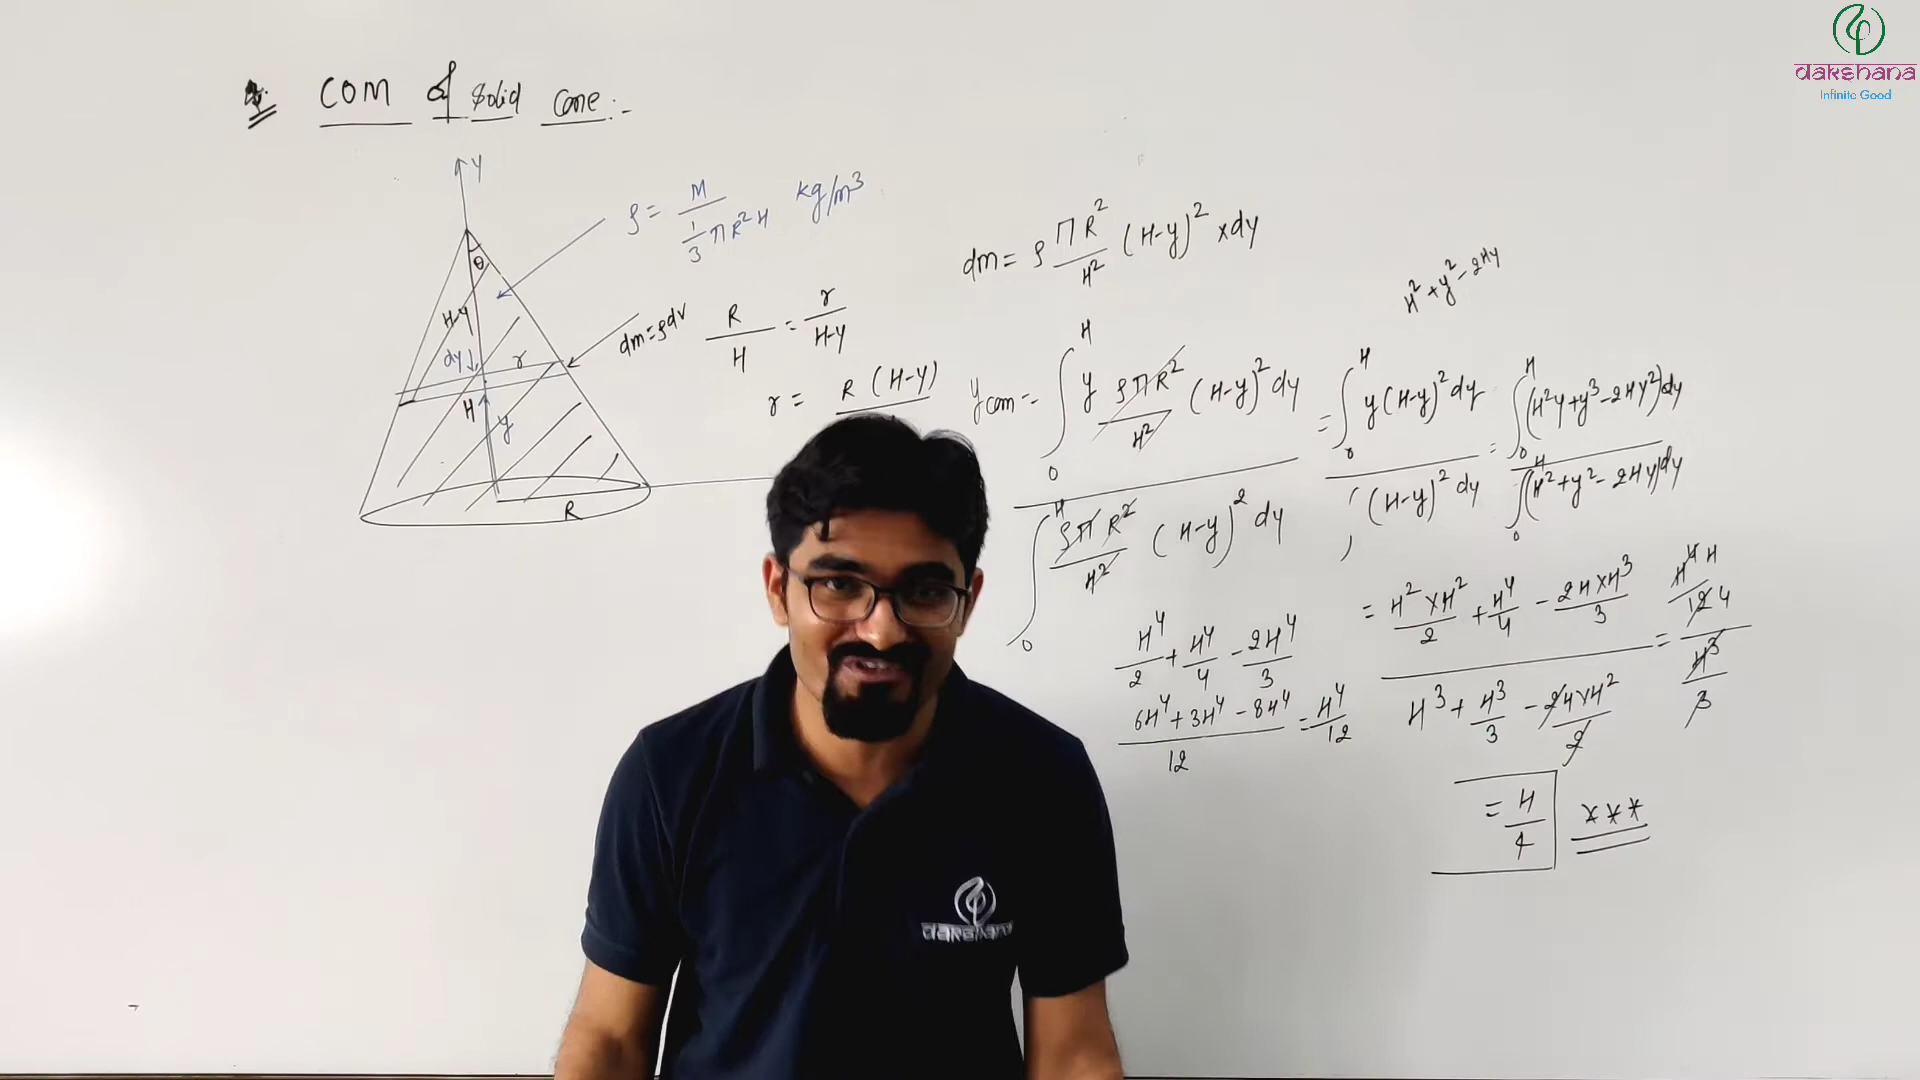 Q. COM of solid cone:-
Y
θ
H-y
dy
r
H
y
R
ρ = M / (1/3 πR²H) kg/m³
dm = ρdv
R/H = r/(H-y)
r = R(H-y)
dm = ρ πR²/H² (H-y)² × dy
H² + y² - 2Hy
ycom = ∫₀ᴴ y ρπR²/H² (H-y)² dy / ∫₀ᴴ ρπR²/H² (H-y)² dy
= ∫₀ᴴ y(H-y)² dy / ∫ (H-y)² dy
= ∫₀ᴴ (H²y + y³ - 2Hy²) dy / ∫₀ᴴ (H² + y² - 2Hy) dy
= (H² × H²/2 + H⁴/4 - 2H × H³/3) / (H³ + H³/3 - 2H × H²/2) = (H⁴/12) / (H³/3)
H
4
H⁴/2 + H⁴/4 - 2H⁴/3
(6H⁴ + 3H⁴ - 8H⁴)/12 = H⁴/12
= H/4 ***
dakshana
Infinite Good
dakshana